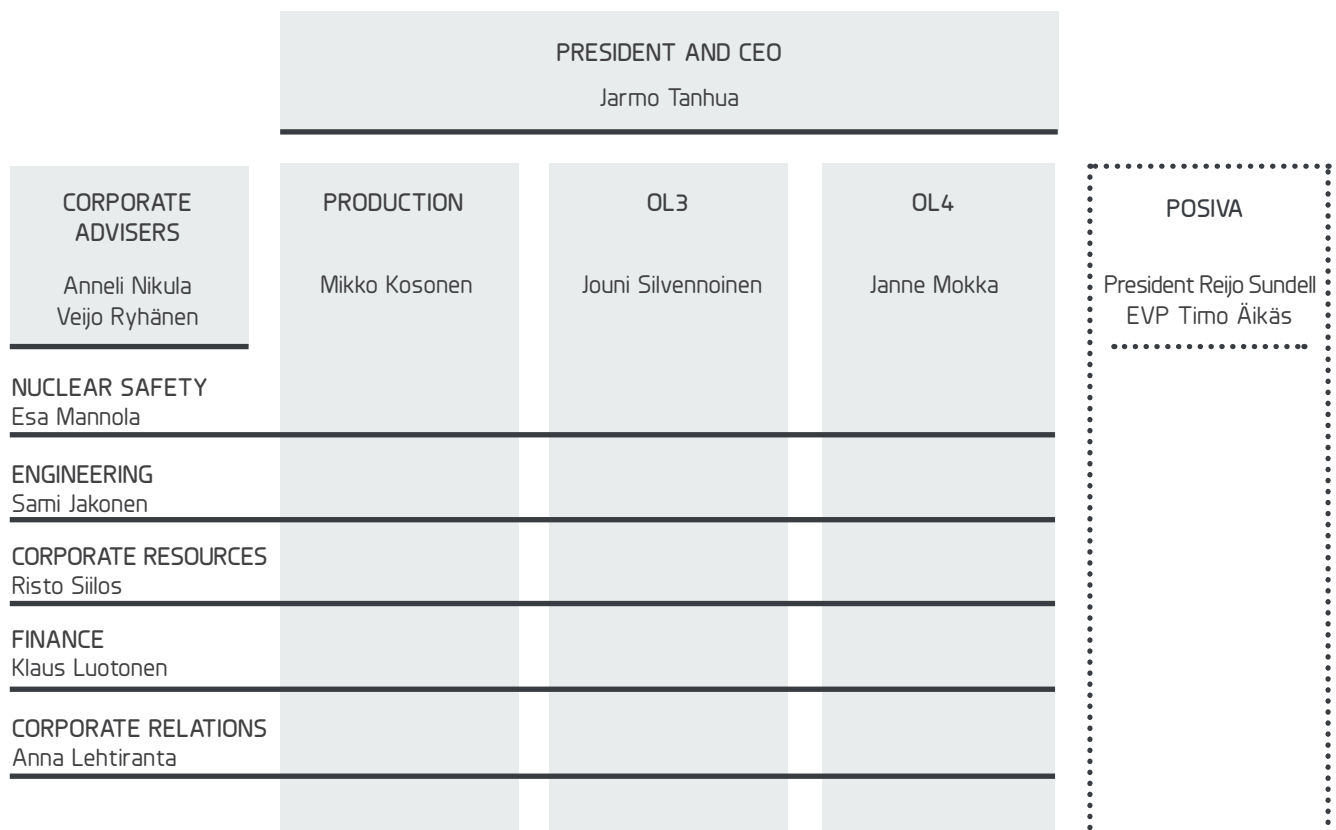 PRESIDENT AND CEO
Jarmo Tanhua
CORPORATE
ADVISERS
Anneli Nikula
Veijo Ryhänen
PRODUCTION
Mikko Kosonen
OL3
Jouni Silvennoinen
OL4
Janne Mokka
POSIVA
President Reijo Sundell
EVP Timo Äikäs
NUCLEAR SAFETY
Esa Mannola
ENGINEERING
Sami Jakonen
CORPORATE RESOURCES
Risto Siilos
FINANCE
Klaus Luotonen
CORPORATE RELATIONS
Anna Lehtiranta